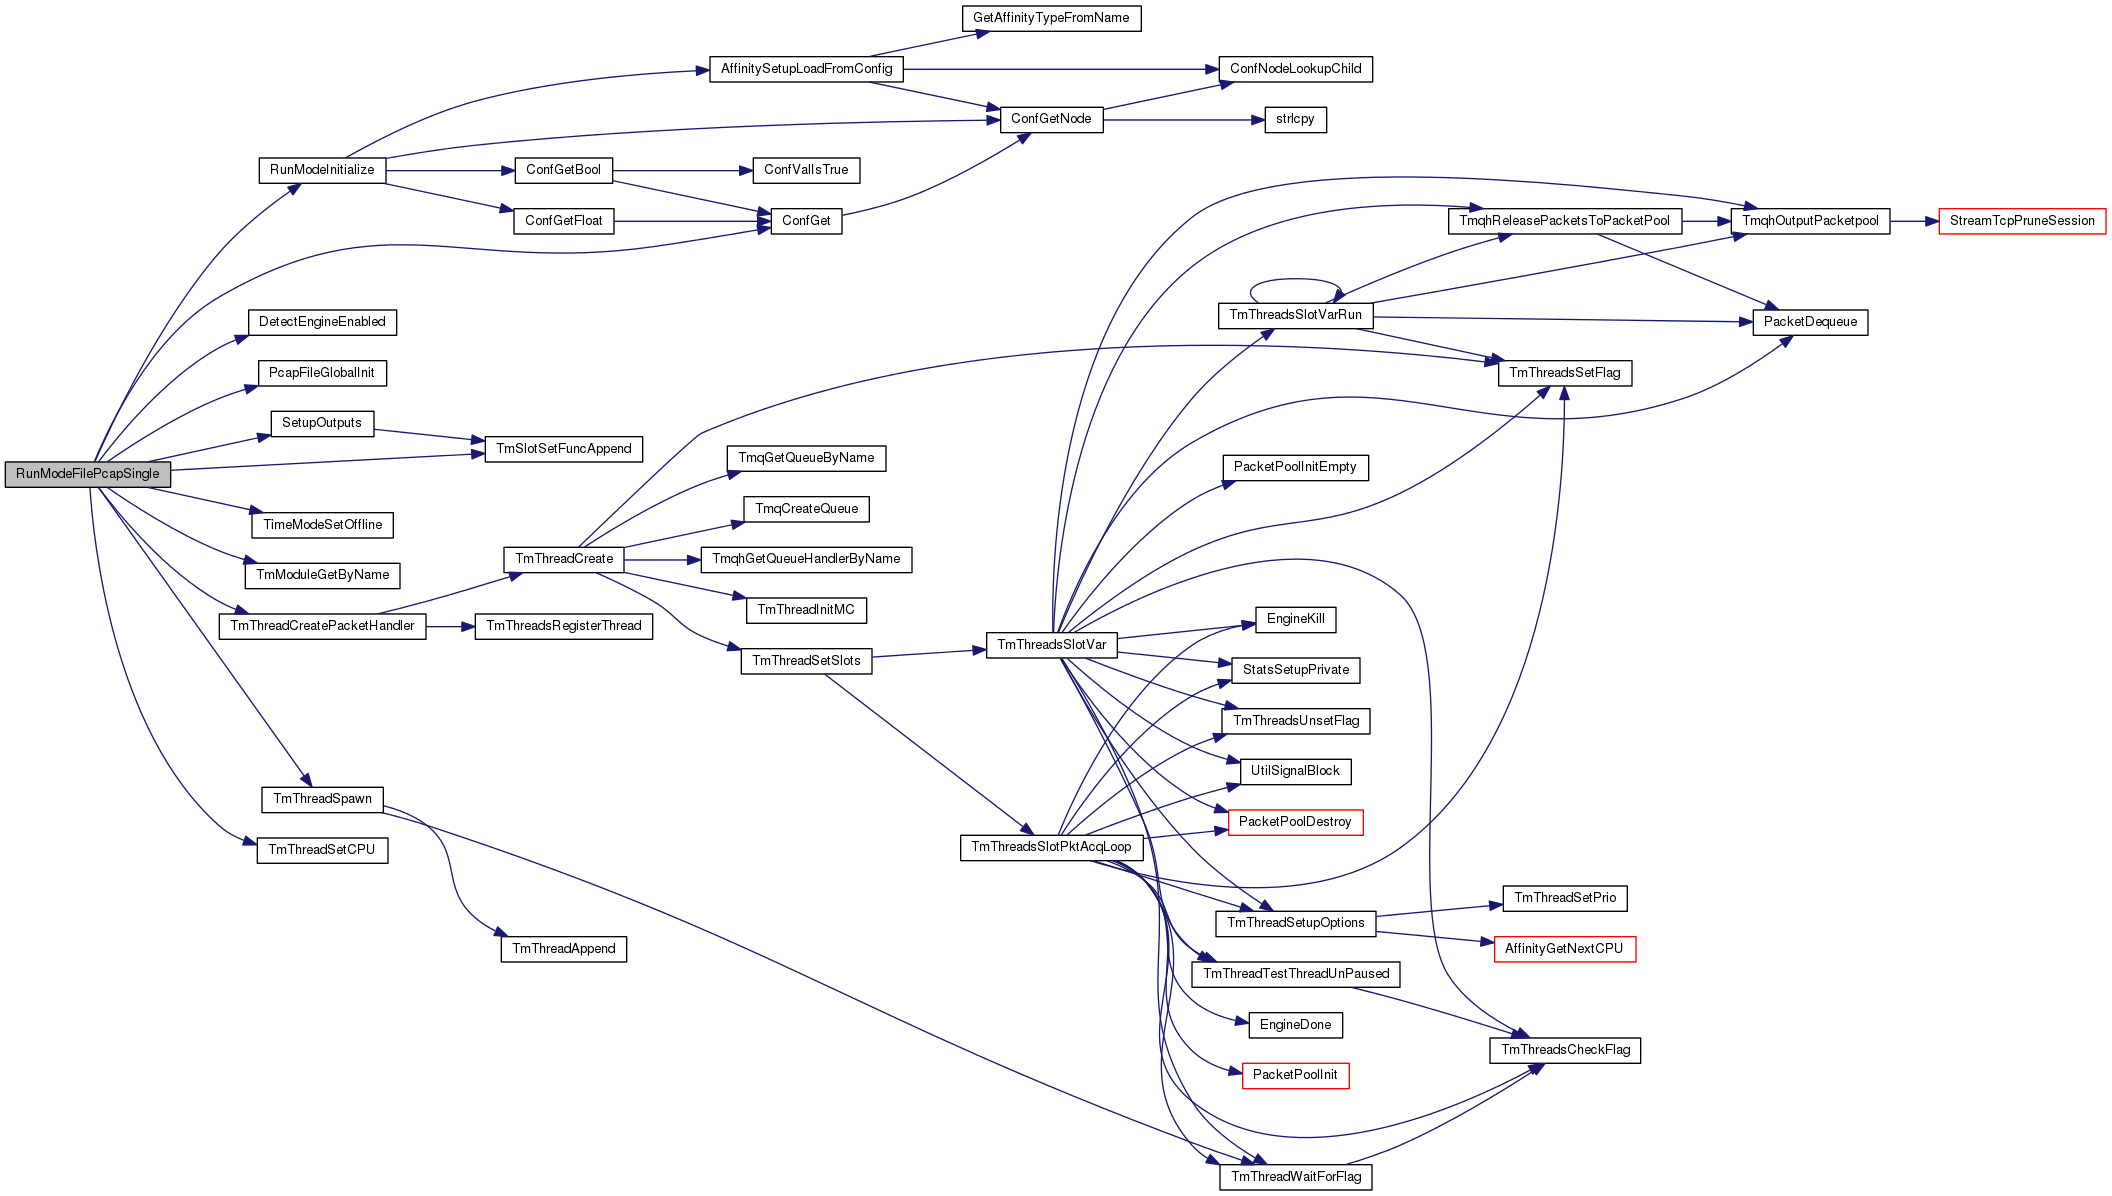 GetAffinityTypeFromName
AffinitySetupLoadFromConfig
ConfNodeLookupChild
ConfGetNode
strlcpy
RunModeInitialize
ConfGetBool
ConfValIsTrue
ConfGetFloat
ConfGet
TmqhReleasePacketsToPacketPool
TmqhOutputPacketpool
StreamTcpPruneSession
DetectEngineEnabled
TmThreadsSlotVarRun
PacketDequeue
PcapFileGlobalInit
TmThreadsSetFlag
SetupOutputs
TmSlotSetFuncAppend
RunModeFilePcapSingle
TmqGetQueueByName
PacketPoolInitEmpty
TimeModeSetOffline
TmqCreateQueue
TmModuleGetByName
TmThreadCreate
TmqhGetQueueHandlerByName
TmThreadCreatePacketHandler
TmThreadsRegisterThread
TmThreadInitMC
EngineKill
TmThreadSetSlots
TmThreadsSlotVar
StatsSetupPrivate
TmThreadsUnsetFlag
UtilSignalBlock
TmThreadSpawn
PacketPoolDestroy
TmThreadSetCPU
TmThreadsSlotPktAcqLoop
TmThreadSetPrio
TmThreadSetupOptions
TmThreadAppend
AffinityGetNextCPU
TmThreadTestThreadUnPaused
EngineDone
TmThreadsCheckFlag
PacketPoolInit
TmThreadWaitForFlag